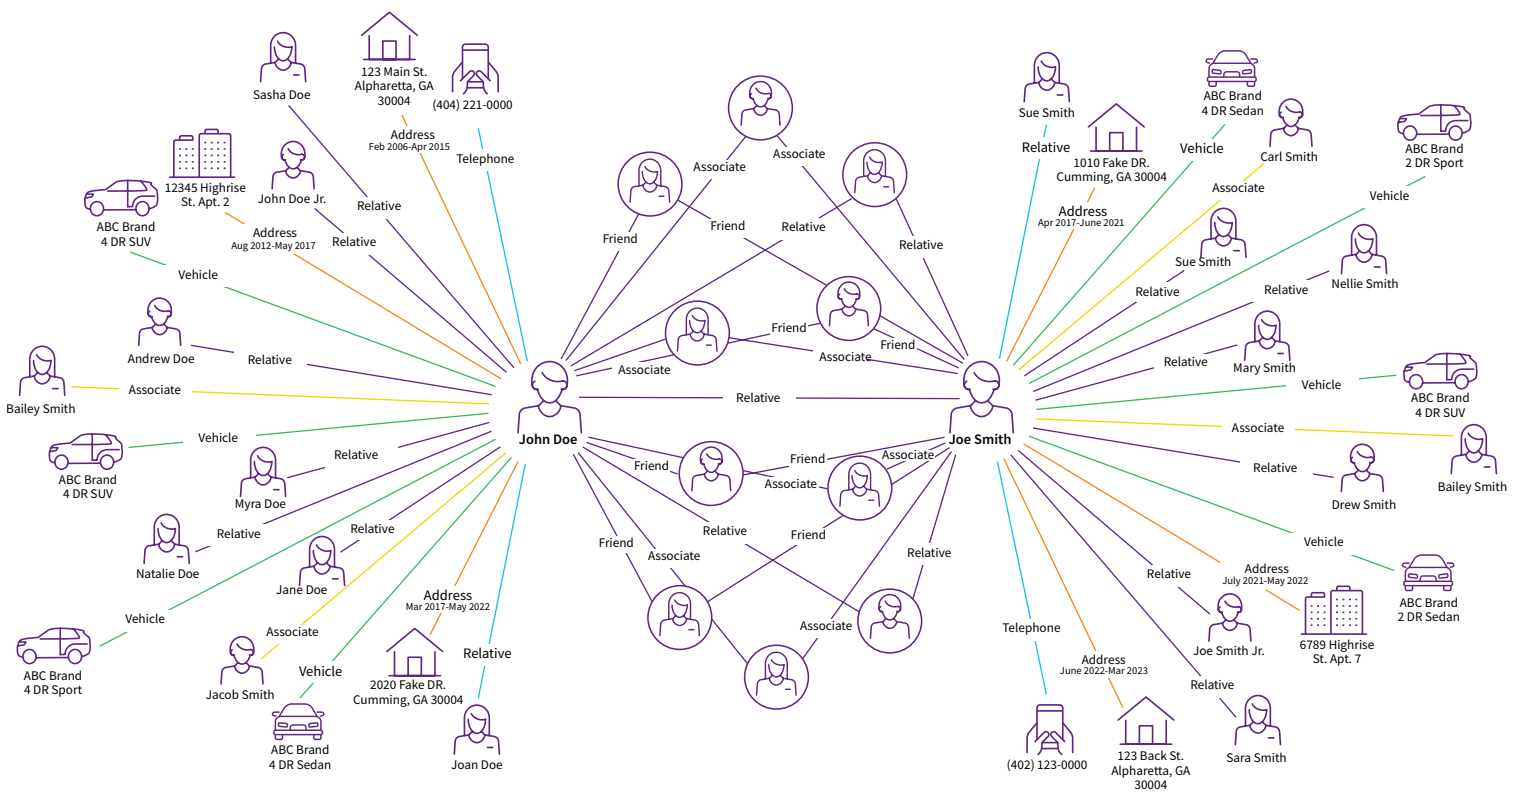 Sasha Doe
123 Main St.
Alpharetta, GA
30004
(404) 221-0000
Address
Feb 2006-Apr 2015
Telephone
12345 Highrise
St. Apt. 2
John Doe Jr.
Relative
ABC Brand
4 DR SUV
Address
Aug 2012-May 2017
Relative
Vehicle
Andrew Doe
Relative
Bailey Smith
Associate
Vehicle
ABC Brand
4 DR SUV
Relative
Myra Doe
Relative
Natalie Doe
Relative
Jane Doe
Vehicle
ABC Brand
4 DR Sport
Associate
Jacob Smith
Vehicle
ABC Brand
4 DR Sedan
Address
Mar 2017-May 2022
2020 Fake DR.
Cumming, GA 30004
Relative
Joan Doe
John Doe
Associate
Associate
Friend
Friend
Relative
Relative
Friend
Friend
Associate
Associate
Relative
Friend
Associate
Friend
Associate
Relative
Friend
Friend
Associate
Relative
Associate
Joe Smith
Sue Smith
Relative
1010 Fake DR.
Cumming, GA 30004
Address
Apr 2017-June 2021
ABC Brand
4 DR Sedan
Vehicle
Carl Smith
Associate
ABC Brand
2 DR Sport
Vehicle
Sue Smith
Relative
Nellie Smith
Relative
Mary Smith
Relative
Vehicle
ABC Brand
4 DR SUV
Associate
Bailey Smith
Relative
Drew Smith
Vehicle
ABC Brand
2 DR Sedan
Address
July 2021-May 2022
6789 Highrise
St. Apt. 7
Relative
Joe Smith Jr.
Relative
Sara Smith
Telephone
(402) 123-0000
Address
June 2022-Mar 2023
123 Back St.
Alpharetta, GA
30004